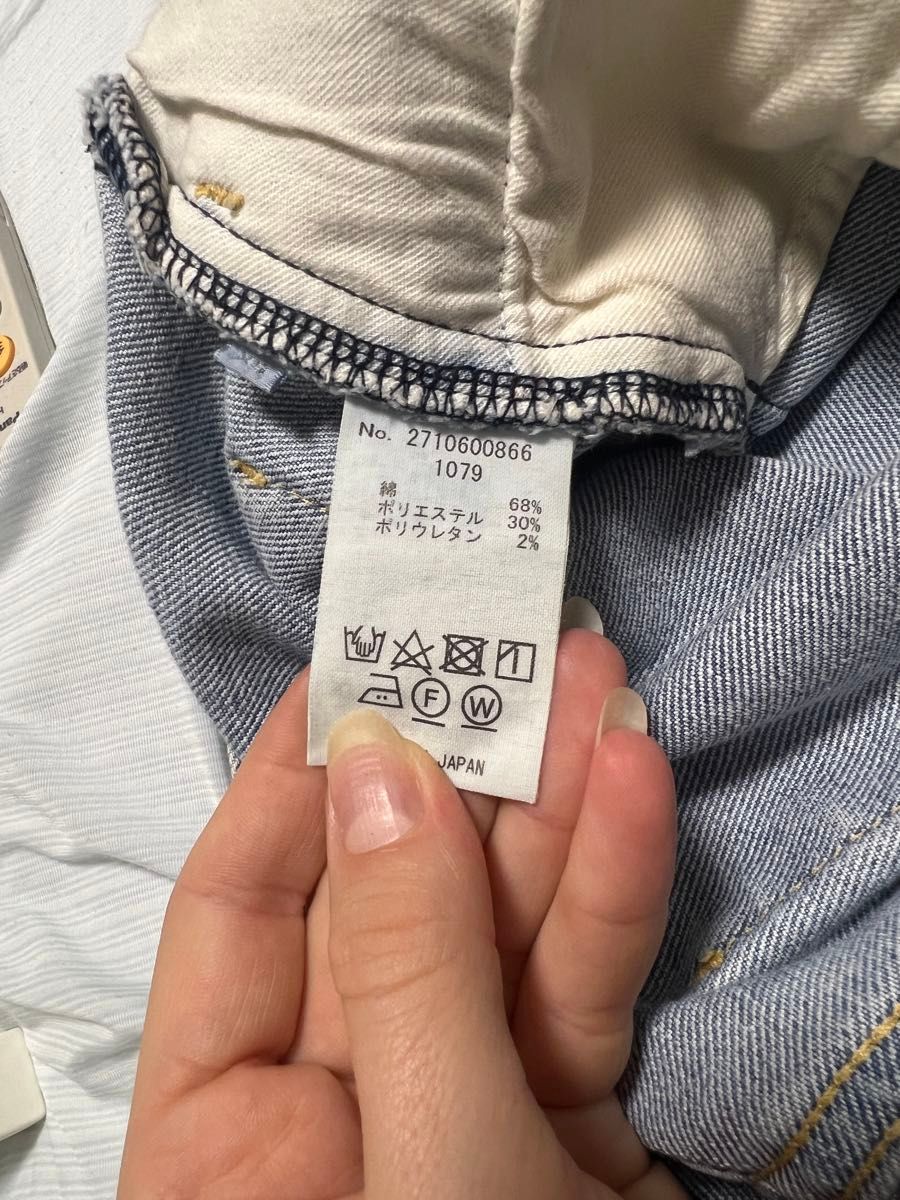 No. 2710600866
1079
綿 68%
ポリエステル 30%
ポリウレタン 2%
F W
JAPAN